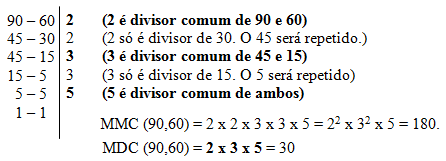 90 – 60 2 (2 é divisor comum de 90 e 60)
45 – 30 2 (2 só é divisor de 30. O 45 será repetido.)
45 – 15 3 (3 é divisor comum de 45 e 15)
15 – 5 3 (3 só é divisor de 15. O 5 será repetido)
5 – 5 5 (5 é divisor comum de ambos)
1 – 1
MMC (90,60) = 2 x 2 x 3 x 3 x 5 = 2² x 3² x 5 = 180.
MDC (90,60) = 2 x 3 x 5 = 30